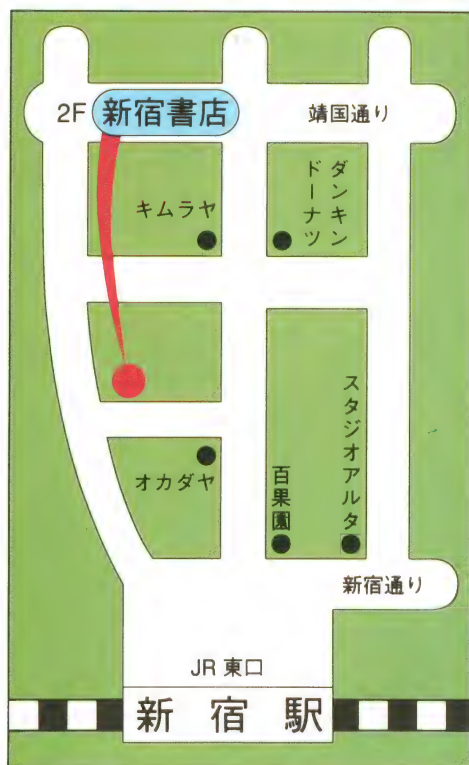 2F 新宿書店
靖国通り
キムラヤ
ダンキン
ドーナツ
スタジオアルタ
オカダヤ
百果園
新宿通り
JR 東口
新宿駅